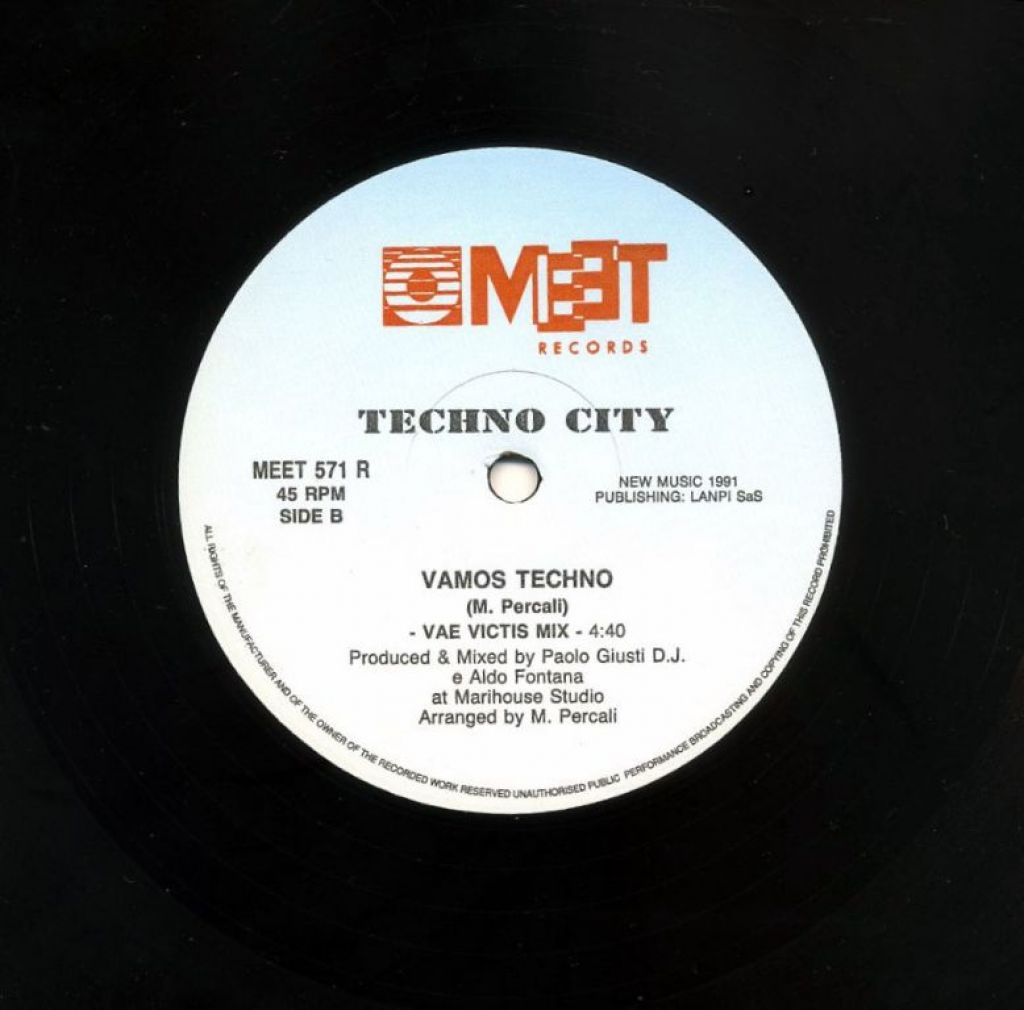 MEET
RECORDS
TECHNO CITY
MEET 571 R
45 RPM
SIDE B
NEW MUSIC 1991
PUBLISHING: LANPI SaS
VAMOS TECHNO
(M. Percali)
- VAE VICTIS MIX - 4:40
Produced & Mixed by Paolo Giusti D.J.
e Aldo Fontana
at Marihouse Studio
Arranged by M. Percali
ALL RIGHTS OF THE MANUFACTURER AND OF THE OWNER OF THE RECORDED WORK RESERVED UNAUTHORISED PUBLIC PERFORMANCE BROADCASTING AND COPYING OF THIS RECORD PROHIBITED